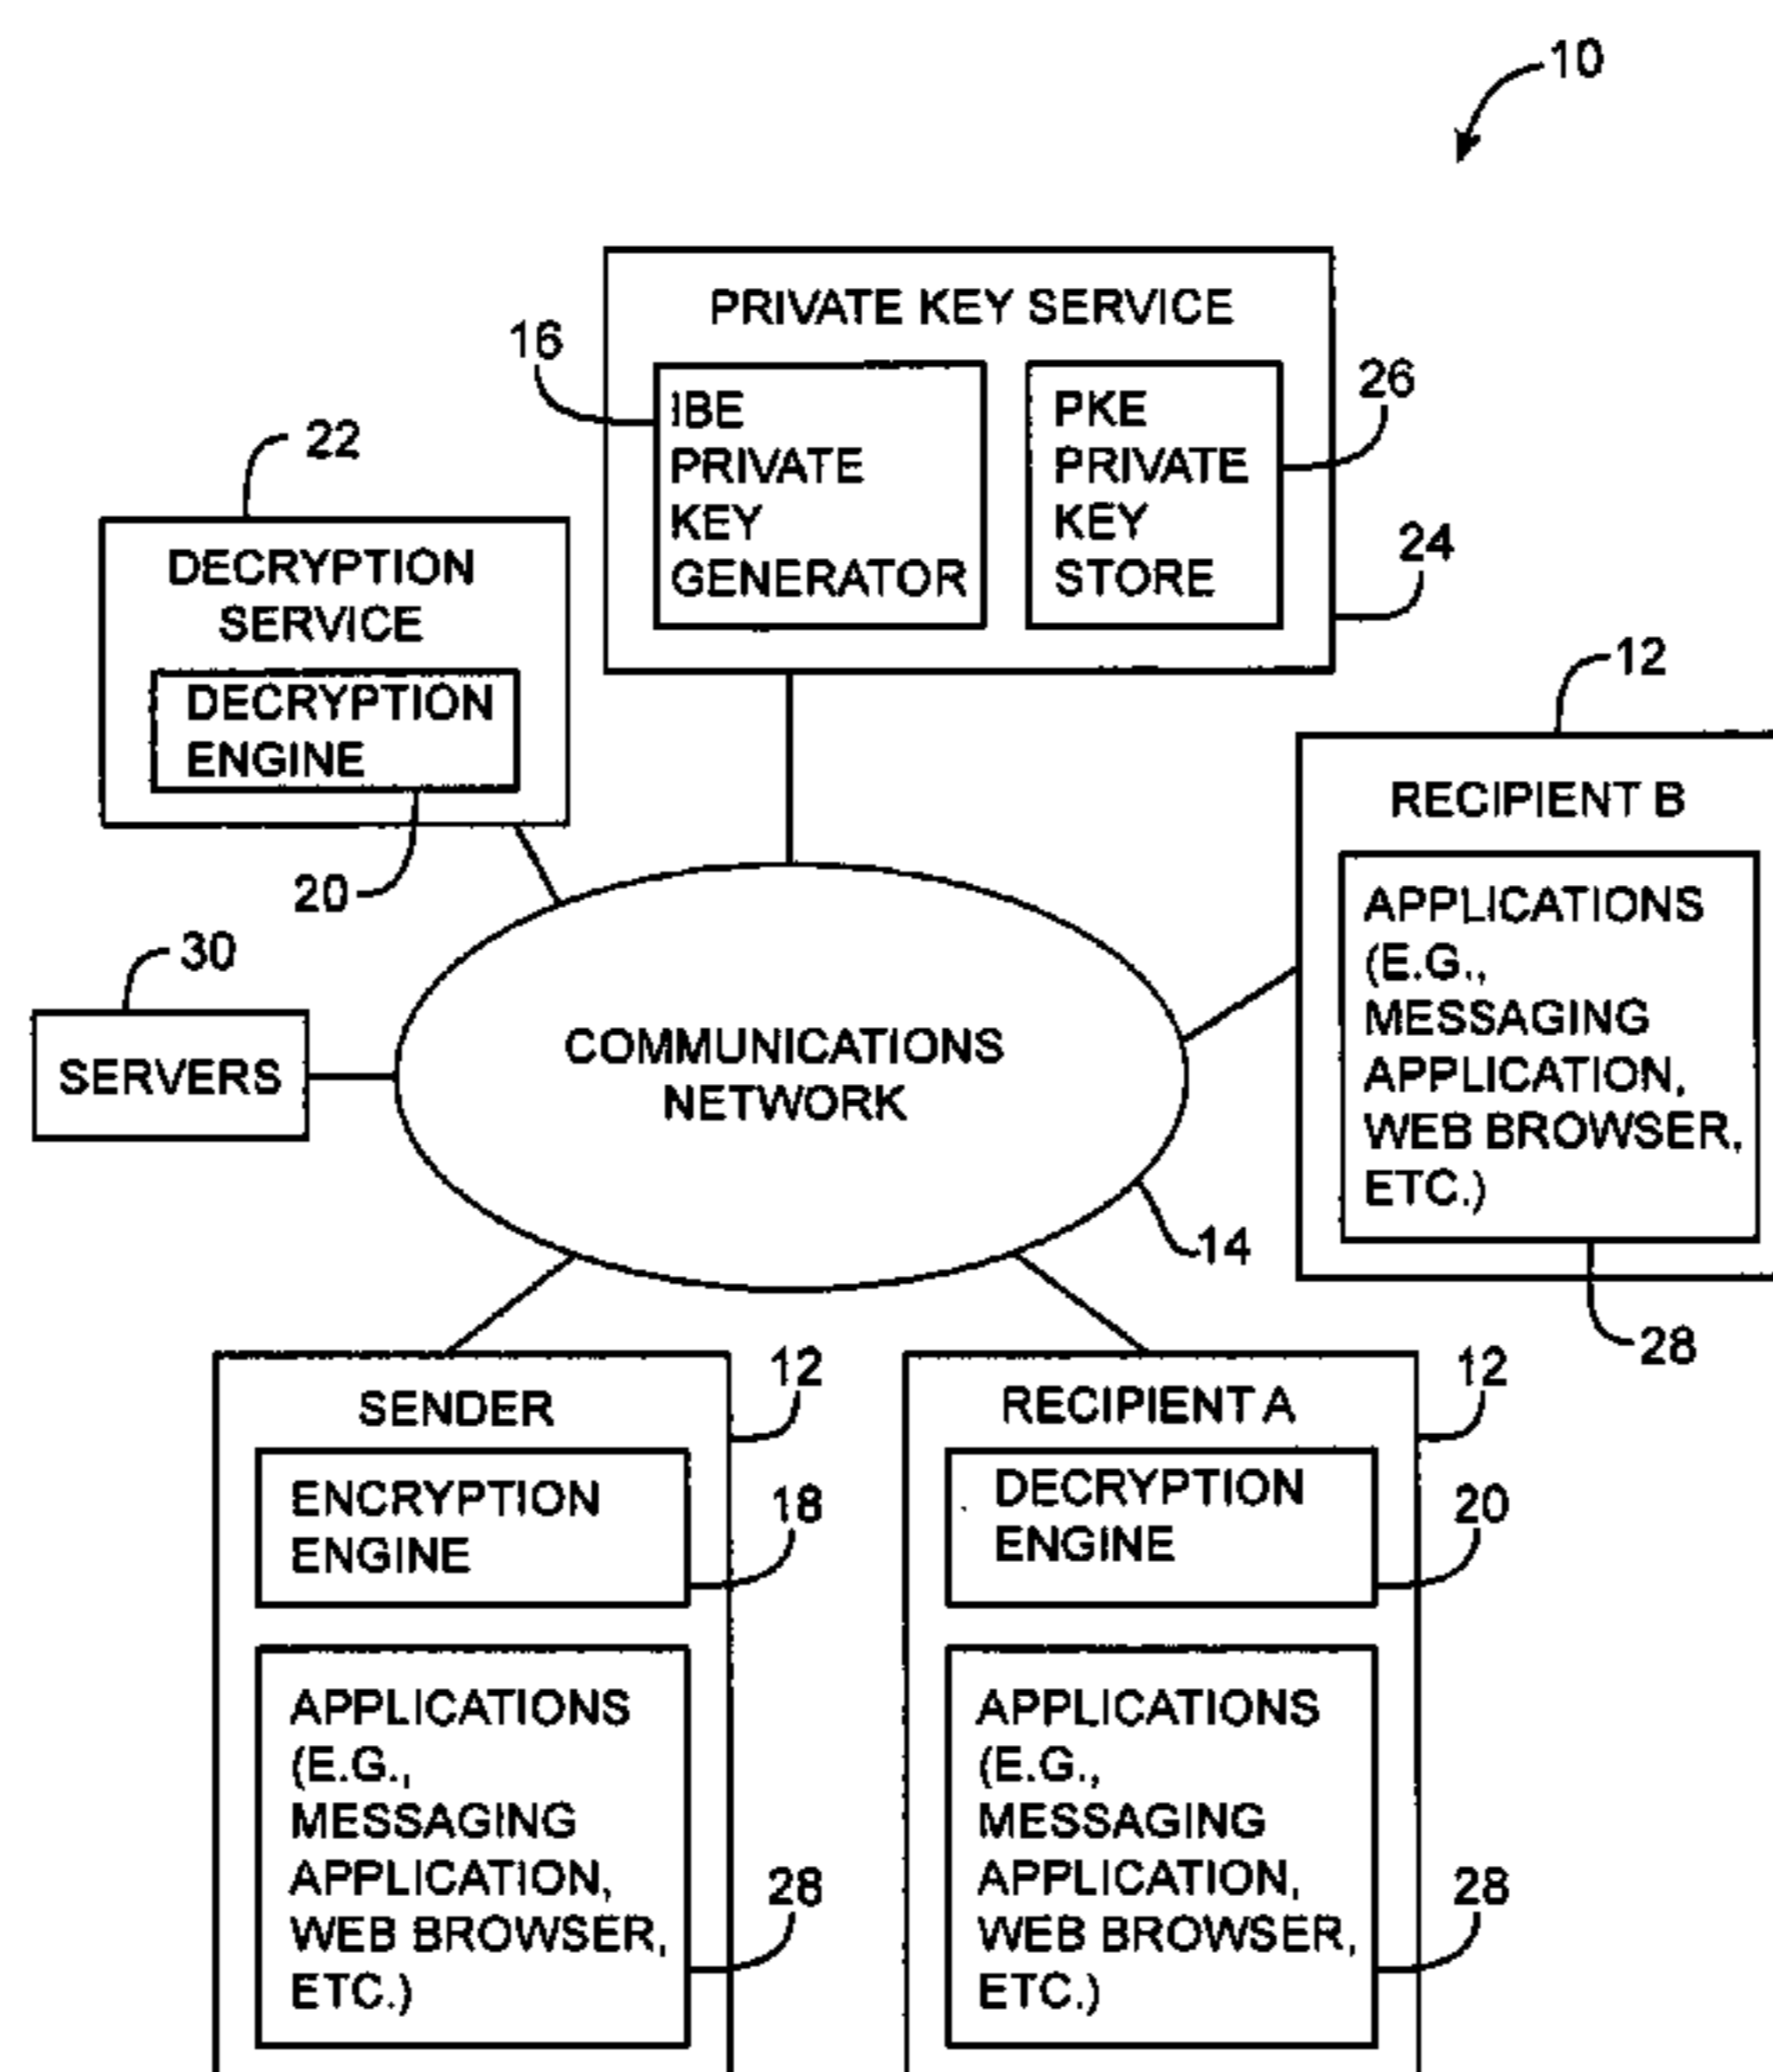 10
PRIVATE KEY SERVICE
16
IBE
PRIVATE
KEY
GENERATOR
PKE
PRIVATE
KEY
STORE
26
24
22
DECRYPTION
SERVICE
DECRYPTION
ENGINE
20
12
RECIPIENT B
APPLICATIONS
(E.G.,
MESSAGING
APPLICATION,
WEB BROWSER,
ETC.)
28
30
SERVERS
COMMUNICATIONS
NETWORK
14
SENDER
12
ENCRYPTION
ENGINE
18
APPLICATIONS
(E.G.,
MESSAGING
APPLICATION,
WEB BROWSER,
ETC.)
28
RECIPIENT A
12
DECRYPTION
ENGINE
20
APPLICATIONS
(E.G.,
MESSAGING
APPLICATION,
WEB BROWSER,
ETC.)
28